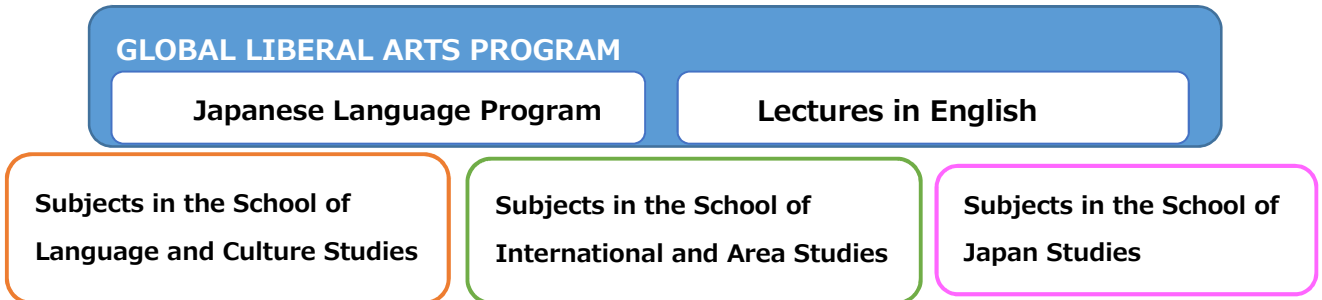 GLOBAL LIBERAL ARTS PROGRAM
Japanese Language Program
Lectures in English
Subjects in the School of
Language and Culture Studies
Subjects in the School of
International and Area Studies
Subjects in the School of
Japan Studies